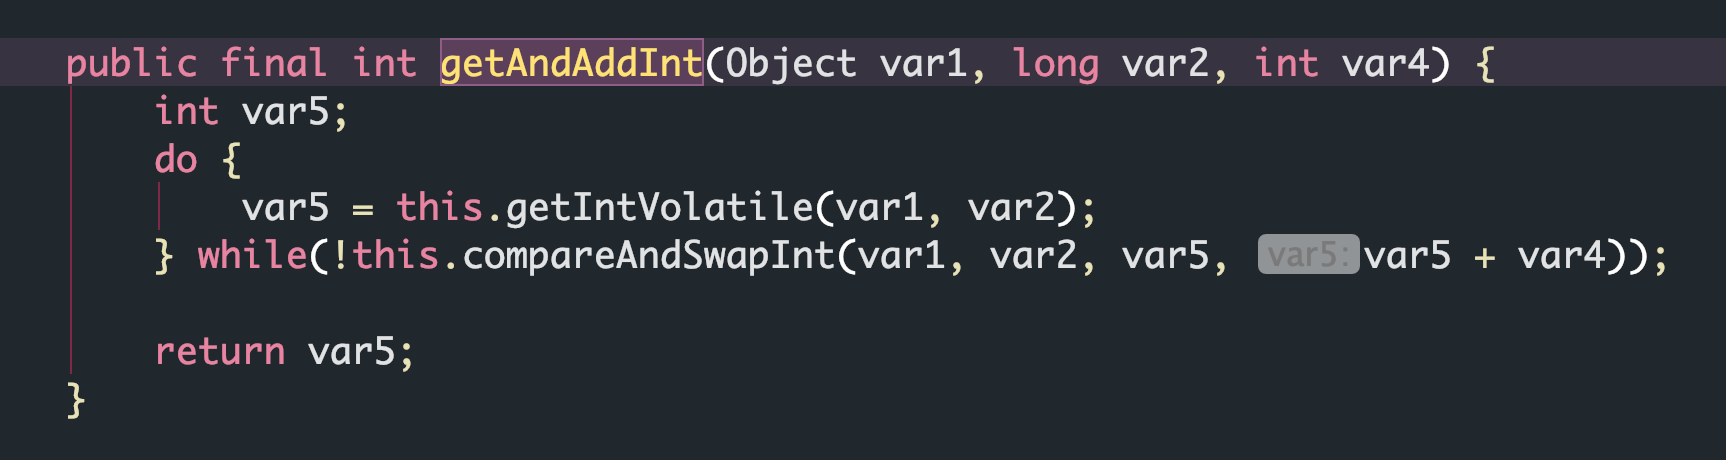 public final int getAndAddInt(Object var1, long var2, int var4) {
int var5;
do {
var5 = this.getIntVolatile(var1, var2);
} while(!this.compareAndSwapInt(var1, var2, var5, var5: var5 + var4));
return var5;
}